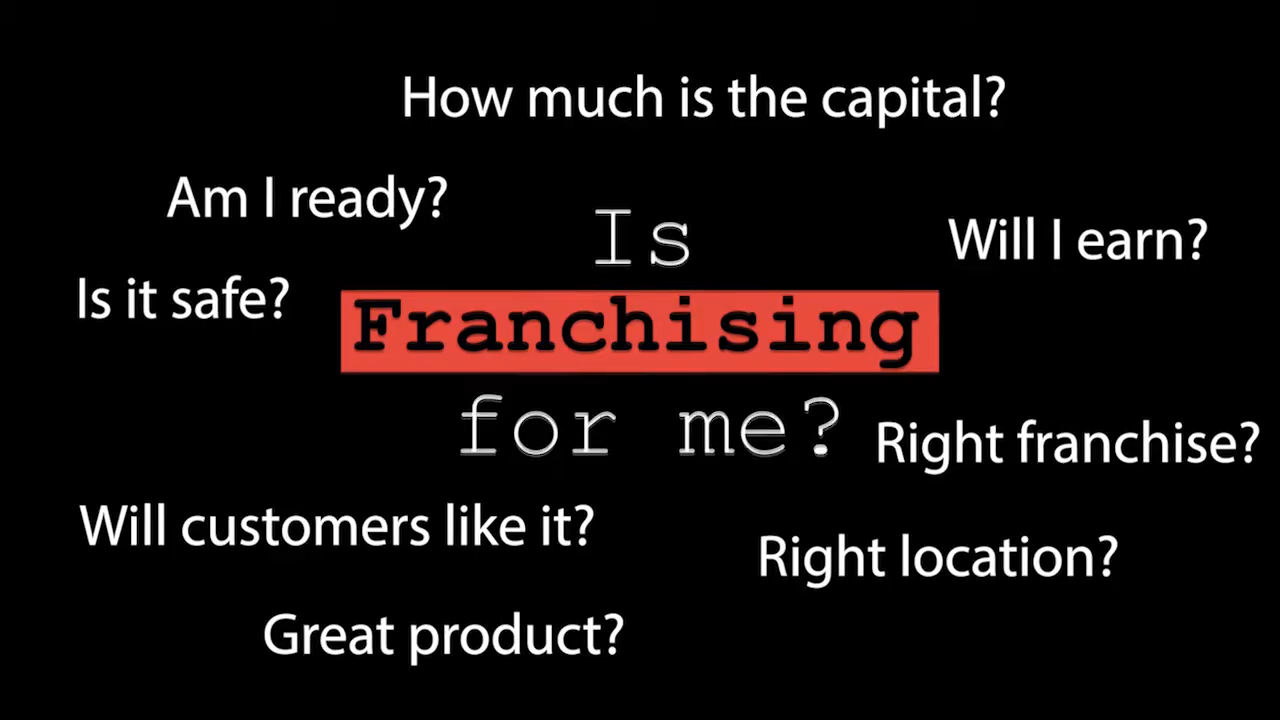 How much is the capital?
Am I ready?
Is
Will I earn?
Is it safe?
Franchising
for me?
Right franchise?
Will customers like it?
Right location?
Great product?